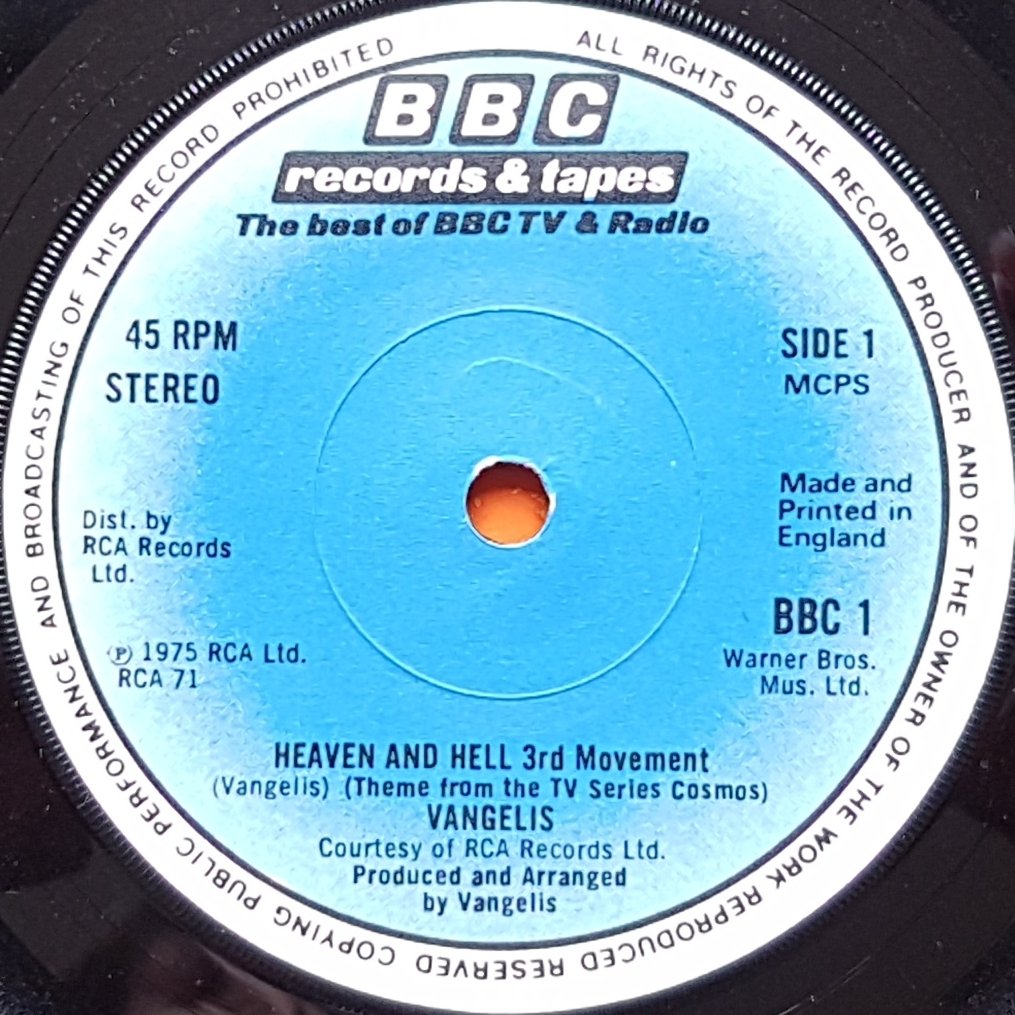 BBC
records & tapes
The best of BBC TV & Radio
45 RPM
STEREO
SIDE 1
MCPS
Dist. by
RCA Records
Ltd.
Made and
Printed in
England
Ⓟ 1975 RCA Ltd.
RCA 71
BBC 1
Warner Bros.
Mus. Ltd.
HEAVEN AND HELL 3rd Movement
(Vangelis) (Theme from the TV Series Cosmos)
VANGELIS
Courtesy of RCA Records Ltd.
Produced and Arranged
by Vangelis
ALL RIGHTS OF THE RECORD PRODUCER AND OF THE OWNER OF THE WORK REPRODUCED RESERVED COPYING PUBLIC PERFORMANCE AND BROADCASTING OF THIS RECORD PROHIBITED